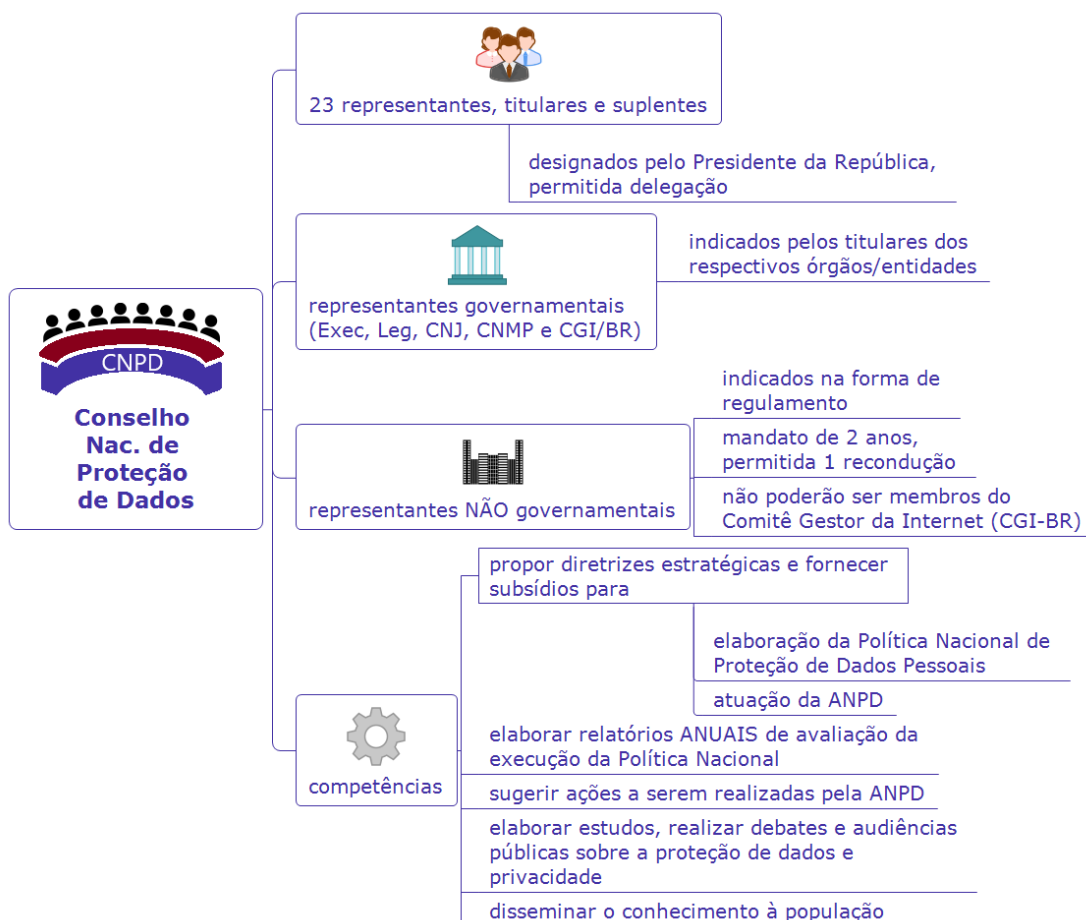 23 representantes, titulares e suplentes
designados pelo Presidente da República,
permitida delegação
representantes governamentais
(Exec, Leg, CNJ, CNMP e CGI/BR)
indicados pelos titulares dos
respectivos órgãos/entidades
CNPD
Conselho
Nac. de
Proteção
de Dados
representantes NÃO governamentais
indicados na forma de
regulamento
mandato de 2 anos,
permitida 1 recondução
não poderão ser membros do
Comitê Gestor da Internet (CGI-BR)
competências
propor diretrizes estratégicas e fornecer
subsídios para
elaboração da Política Nacional de
Proteção de Dados Pessoais
atuação da ANPD
elaborar relatórios ANUAIS de avaliação da
execução da Política Nacional
sugerir ações a serem realizadas pela ANPD
elaborar estudos, realizar debates e audiências
públicas sobre a proteção de dados e
privacidade
disseminar o conhecimento à população